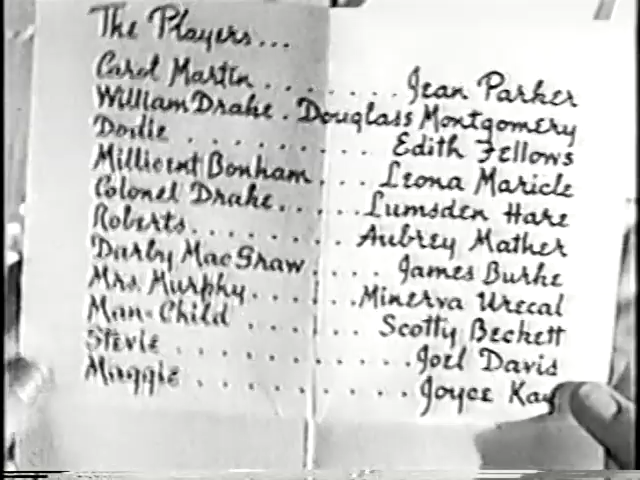 The Players...
Carol Martin . . . . . . . . Jean Parker
William Drake . Douglass Montgomery
Dodie . . . . . . . . . Edith Fellows
Millicent Bonham . . . Leona Maricle
Colonel Drake . . . . . Lumsden Hare
Roberts . . . . . . . . Aubrey Mather
Darby MacGraw . . . . James Burke
Mrs. Murphy . . . . . . Minerva Urecal
Man-Child . . . . . . Scotty Beckett
Stevie . . . . . . . . . . . Joel Davis
Maggie . . . . . . . . . . Joyce Kay